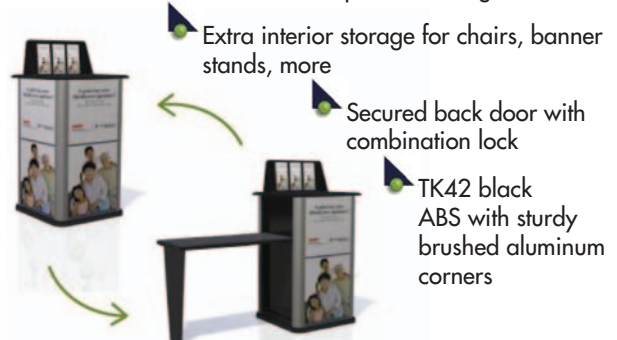 Extra interior storage for chairs, banner
stands, more
Secured back door with
combination lock
TK42 black
ABS with sturdy
brushed aluminum
corners